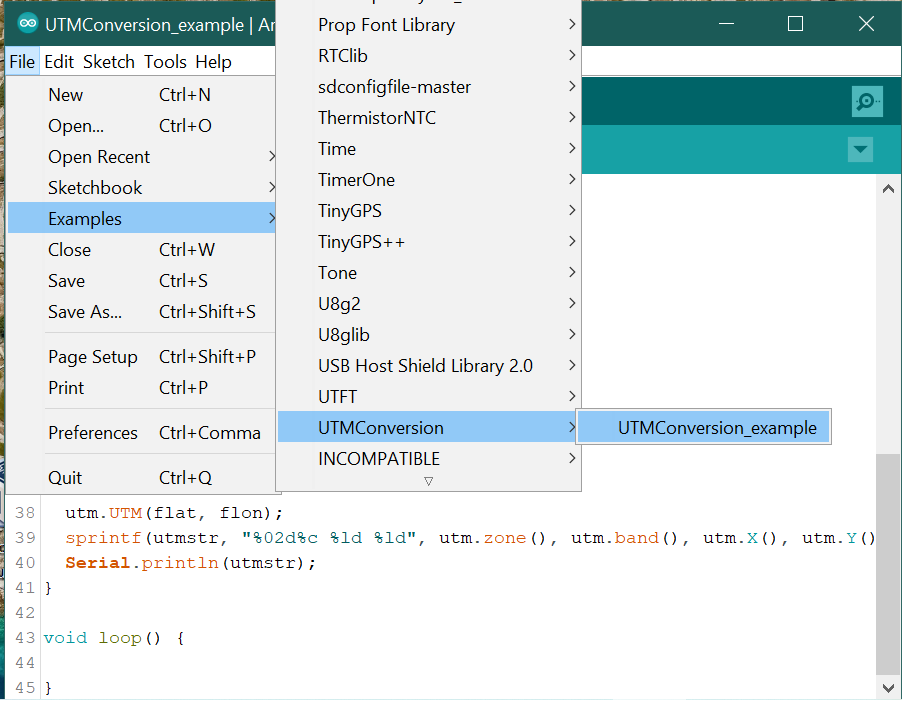 UTMConversion_example | Ar
File Edit Sketch Tools Help
New Ctrl+N
Open... Ctrl+O
Open Recent
Sketchbook
Examples
Close Ctrl+W
Save Ctrl+S
Save As... Ctrl+Shift+S
Page Setup Ctrl+Shift+P
Print Ctrl+P
Preferences Ctrl+Comma
Quit Ctrl+Q
Prop Font Library
RTClib
sdconfigfile-master
ThermistorNTC
Time
TimerOne
TinyGPS
TinyGPS++
Tone
U8g2
U8glib
USB Host Shield Library 2.0
UTFT
UTMConversion
INCOMPATIBLE
UTMConversion_example
38 utm.UTM(flat, flon);
39 sprintf(utmstr, "%02d%c %ld %ld", utm.zone(), utm.band(), utm.X(), utm.Y()
40 Serial.println(utmstr);
41 }
42
43 void loop() {
44
45 }